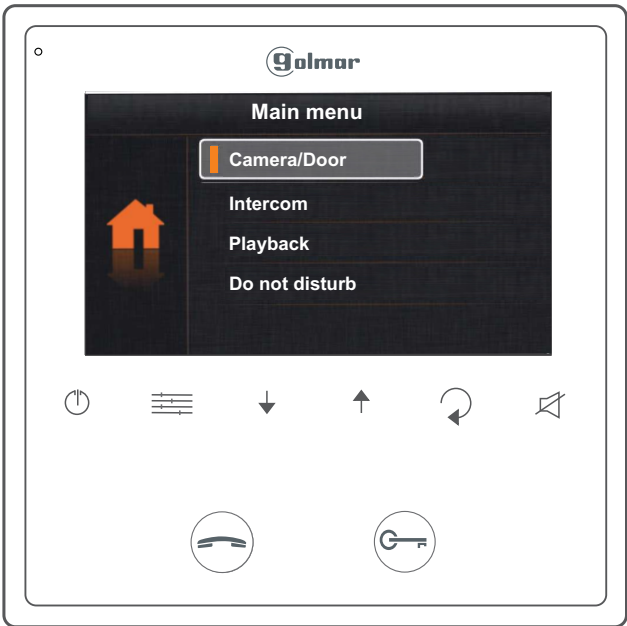 golmar
Main menu
Camera/Door
Intercom
Playback
Do not disturb